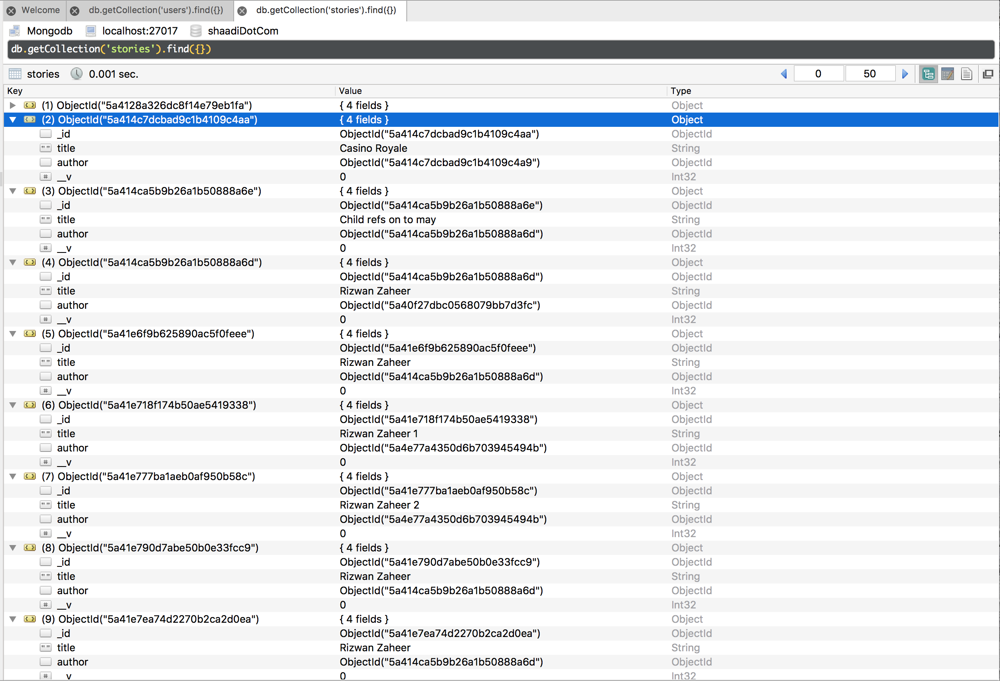 Welcome db.getCollection('users').find({}) db.getCollection('stories').find({})
Mongodb localhost:27017 shaadiDotCom
db.getCollection('stories').find({})
stories 0.001 sec. 0 50
Key Value Type
(1) ObjectId("5a4128a326dc8f14e79eb1fa") { 4 fields } Object
(2) ObjectId("5a414c7dcbad9c1b4109c4aa") { 4 fields } Object
_id ObjectId("5a414c7dcbad9c1b4109c4aa") ObjectId
"" title Casino Royale String
author ObjectId("5a414c7dcbad9c1b4109c4a9") ObjectId
# __v 0 Int32
(3) ObjectId("5a414ca5b9b26a1b50888a6e") { 4 fields } Object
_id ObjectId("5a414ca5b9b26a1b50888a6e") ObjectId
"" title Child refs on to may String
author ObjectId("5a414ca5b9b26a1b50888a6d") ObjectId
# __v 0 Int32
(4) ObjectId("5a414ca5b9b26a1b50888a6d") { 4 fields } Object
_id ObjectId("5a414ca5b9b26a1b50888a6d") ObjectId
"" title Rizwan Zaheer String
author ObjectId("5a40f27dbc0568079bb7d3fc") ObjectId
# __v 0 Int32
(5) ObjectId("5a41e6f9b625890ac5f0feee") { 4 fields } Object
_id ObjectId("5a41e6f9b625890ac5f0feee") ObjectId
"" title Rizwan Zaheer String
author ObjectId("5a414ca5b9b26a1b50888a6d") ObjectId
# __v 0 Int32
(6) ObjectId("5a41e718f174b50ae5419338") { 4 fields } Object
_id ObjectId("5a41e718f174b50ae5419338") ObjectId
"" title Rizwan Zaheer 1 String
author ObjectId("5a4e77a4350d6b703945494b") ObjectId
# __v 0 Int32
(7) ObjectId("5a41e777ba1aeb0af950b58c") { 4 fields } Object
_id ObjectId("5a41e777ba1aeb0af950b58c") ObjectId
"" title Rizwan Zaheer 2 String
author ObjectId("5a4e77a4350d6b703945494b") ObjectId
# __v 0 Int32
(8) ObjectId("5a41e790d7abe50b0e33fcc9") { 4 fields } Object
_id ObjectId("5a41e790d7abe50b0e33fcc9") ObjectId
"" title Rizwan Zaheer String
author ObjectId("5a414ca5b9b26a1b50888a6d") ObjectId
# __v 0 Int32
(9) ObjectId("5a41e7ea74d2270b2ca2d0ea") { 4 fields } Object
_id ObjectId("5a41e7ea74d2270b2ca2d0ea") ObjectId
"" title Rizwan Zaheer String
author ObjectId("5a414ca5b9b26a1b50888a6d") ObjectId
# __v 0 Int32